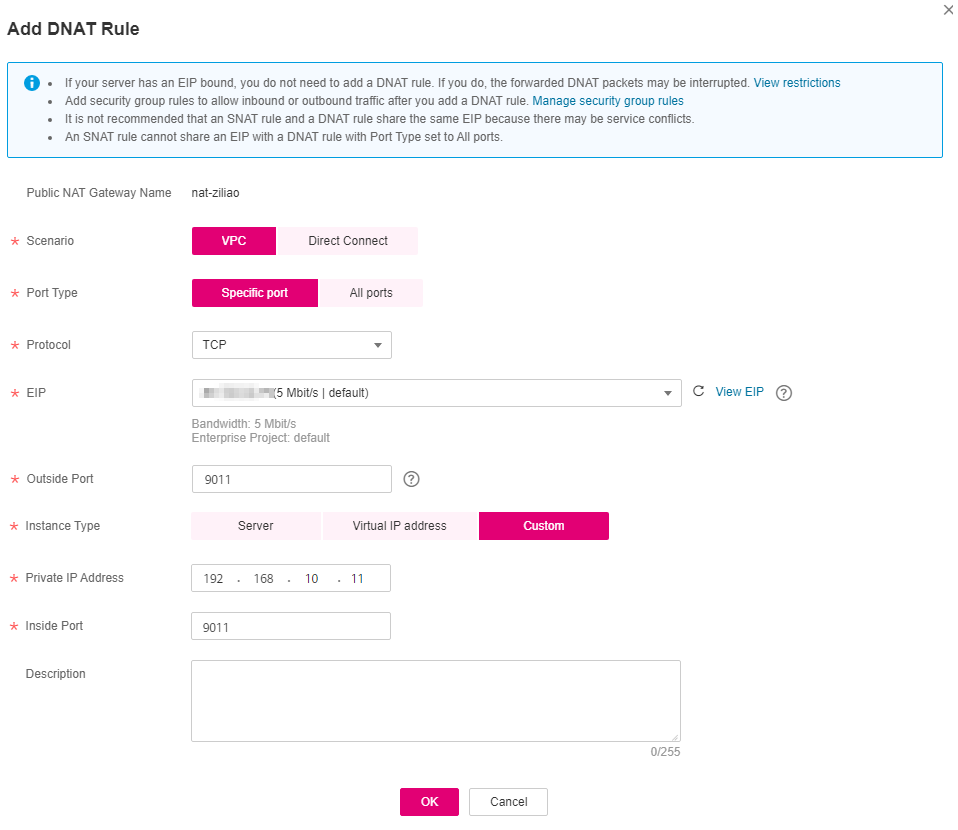 Add DNAT Rule
If your server has an EIP bound, you do not need to add a DNAT rule. If you do, the forwarded DNAT packets may be interrupted. View restrictions
Add security group rules to allow inbound or outbound traffic after you add a DNAT rule. Manage security group rules
It is not recommended that an SNAT rule and a DNAT rule share the same EIP because there may be service conflicts.
An SNAT rule cannot share an EIP with a DNAT rule with Port Type set to All ports.
Public NAT Gateway Name nat-ziliao
* Scenario VPC Direct Connect
* Port Type Specific port All ports
* Protocol TCP
* EIP (5 Mbit/s | default) View EIP ?
Bandwidth: 5 Mbit/s
Enterprise Project: default
* Outside Port 9011 ?
* Instance Type Server Virtual IP address Custom
* Private IP Address 192 . 168 . 10 . 11
* Inside Port 9011
Description
0/255
OK Cancel